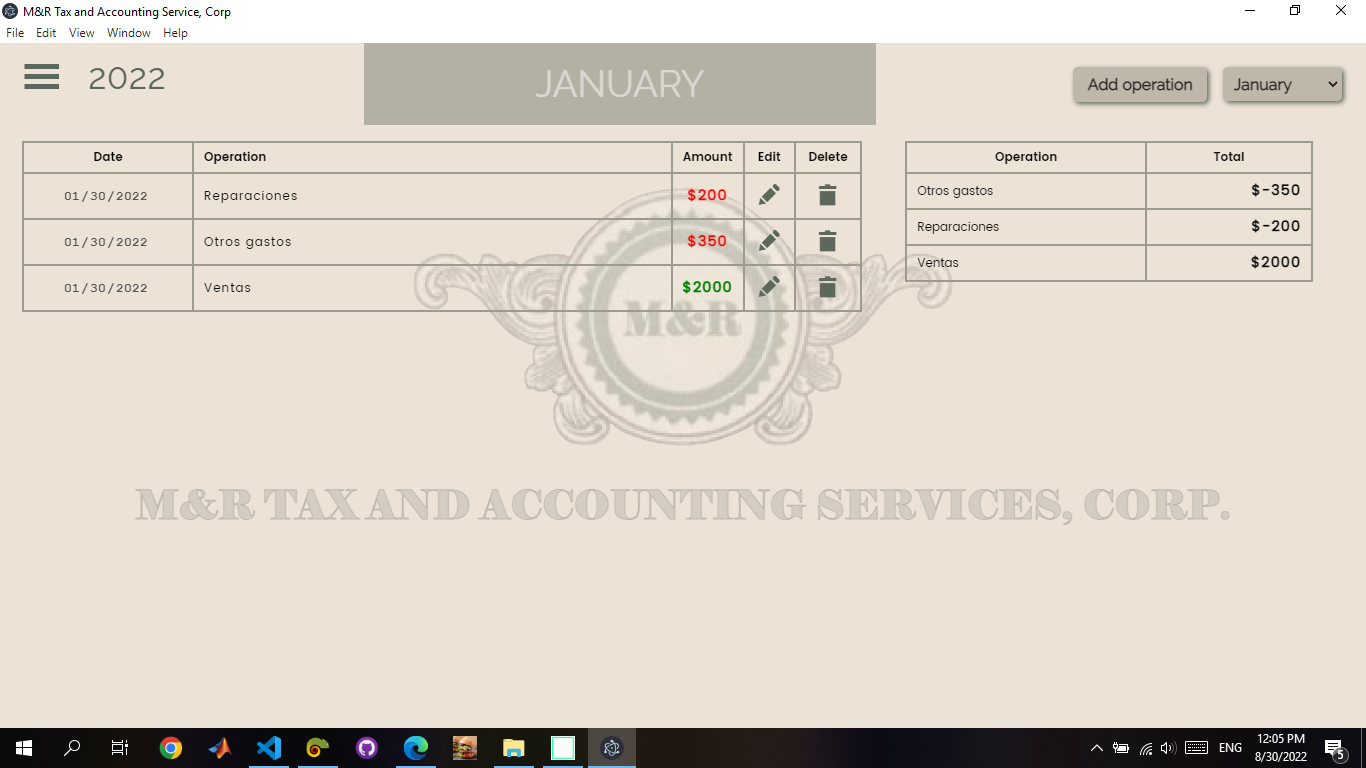 M&R Tax and Accounting Service, Corp
File Edit View Window Help
2022 JANUARY Add operation January
Date Operation Amount Edit Delete
01/30/2022 Reparaciones $200
01/30/2022 Otros gastos $350
01/30/2022 Ventas $2000
Operation Total
Otros gastos $-350
Reparaciones $-200
Ventas $2000
M&R
M&R TAX AND ACCOUNTING SERVICES, CORP.
ENG
12:05 PM
8/30/2022
5